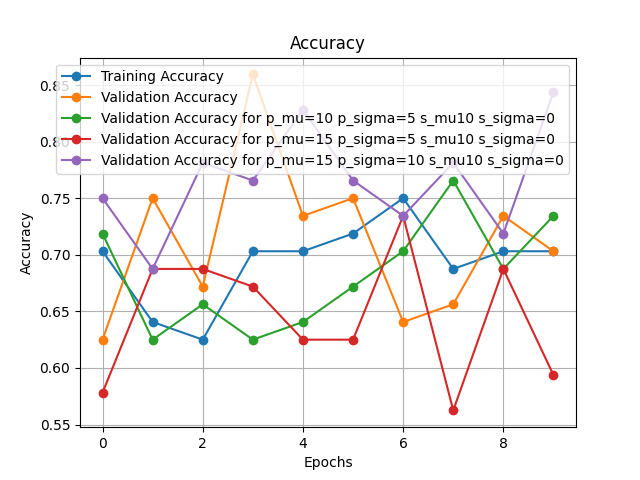 Accuracy
Training Accuracy
Validation Accuracy
Validation Accuracy for p_mu=10 p_sigma=5 s_mu10 s_sigma=0
Validation Accuracy for p_mu=15 p_sigma=5 s_mu10 s_sigma=0
Validation Accuracy for p_mu=15 p_sigma=10 s_mu10 s_sigma=0
Accuracy
0.85
0.80
0.75
0.70
0.65
0.60
0.55
0 2 4 6 8
Epochs